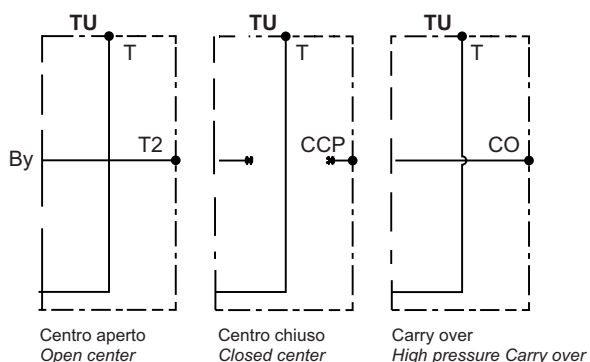 TU TU TU
T T T
By T2 CCP CO
Centro aperto
Open center
Centro chiuso
Closed center
Carry over
High pressure Carry over